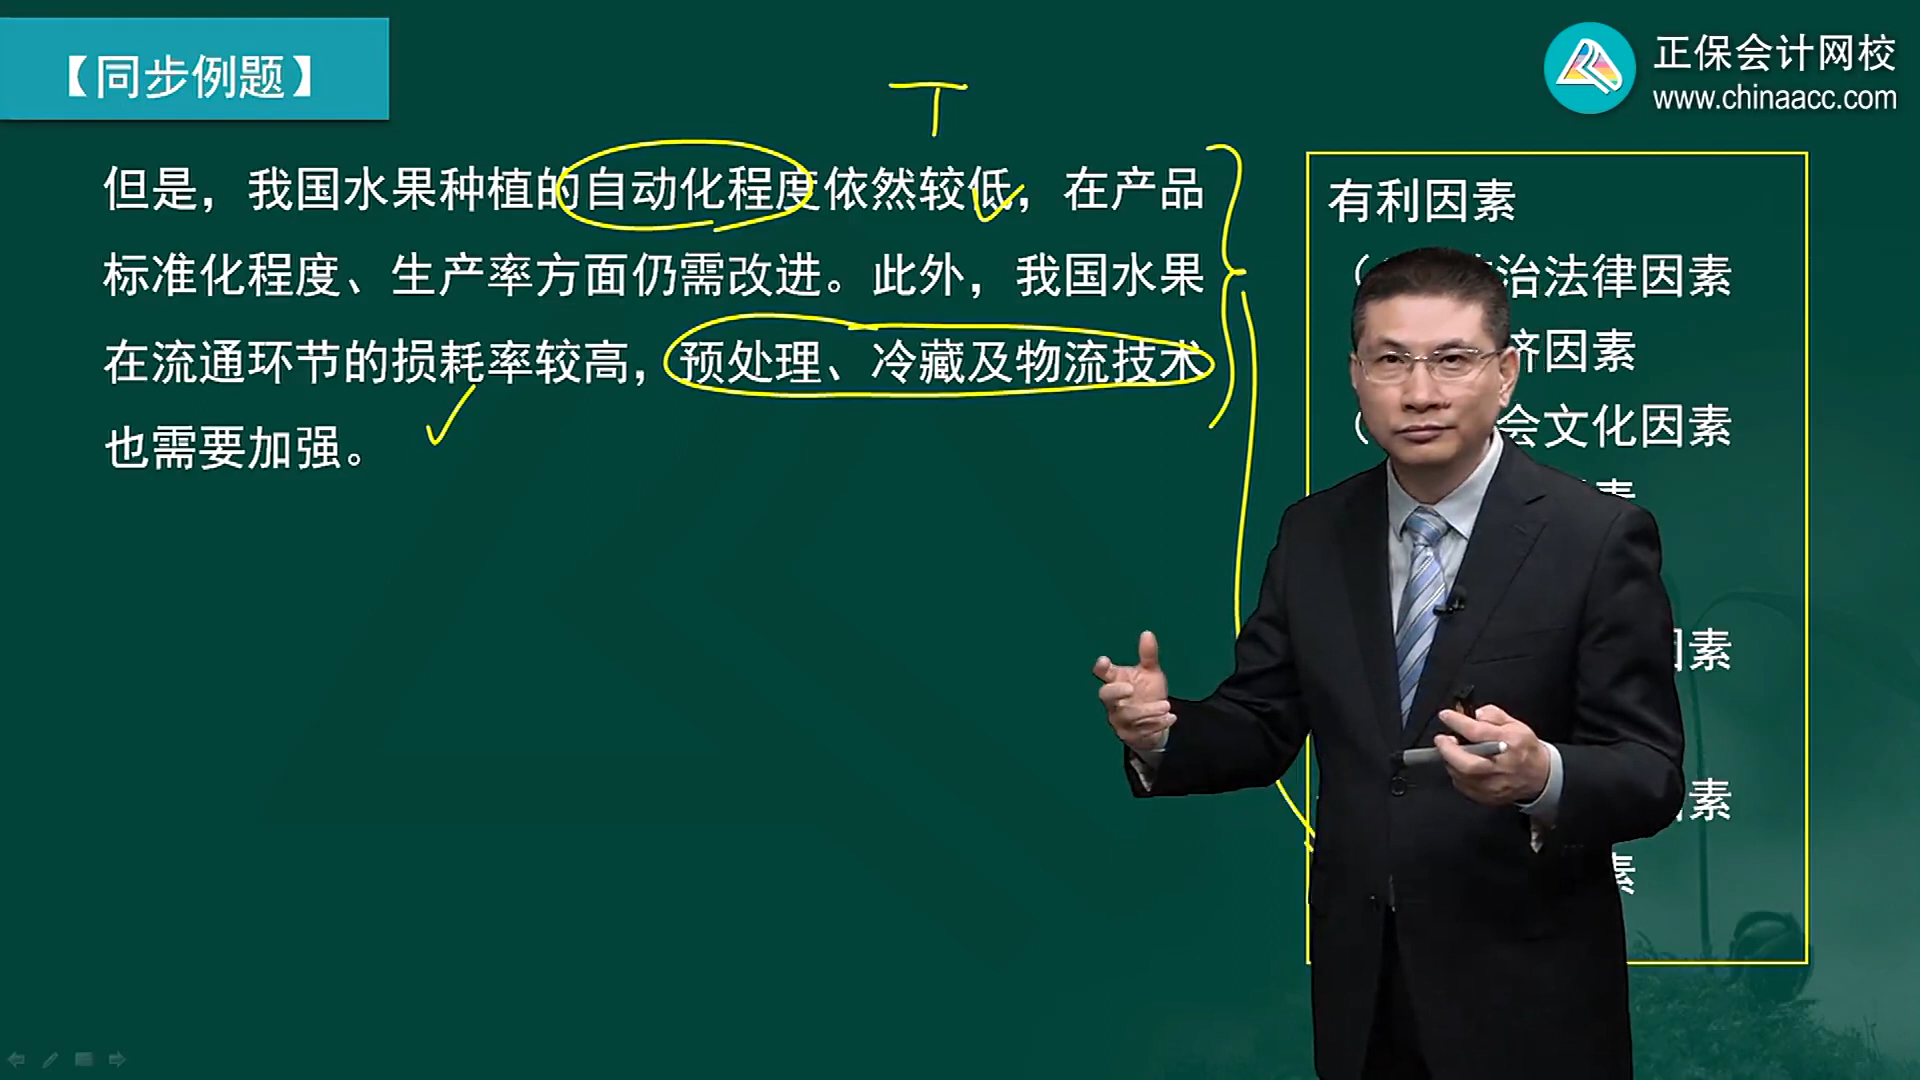 【同步例题】
正保会计网校
www.chinaacc.com
T
但是，我国水果种植的自动化程度依然较低，在产品
标准化程度、生产率方面仍需改进。此外，我国水果
在流通环节的损耗率较高，预处理、冷藏及物流技术
也需要加强。
有利因素
治法律因素
济因素
会文化因素
素
因素
素
素